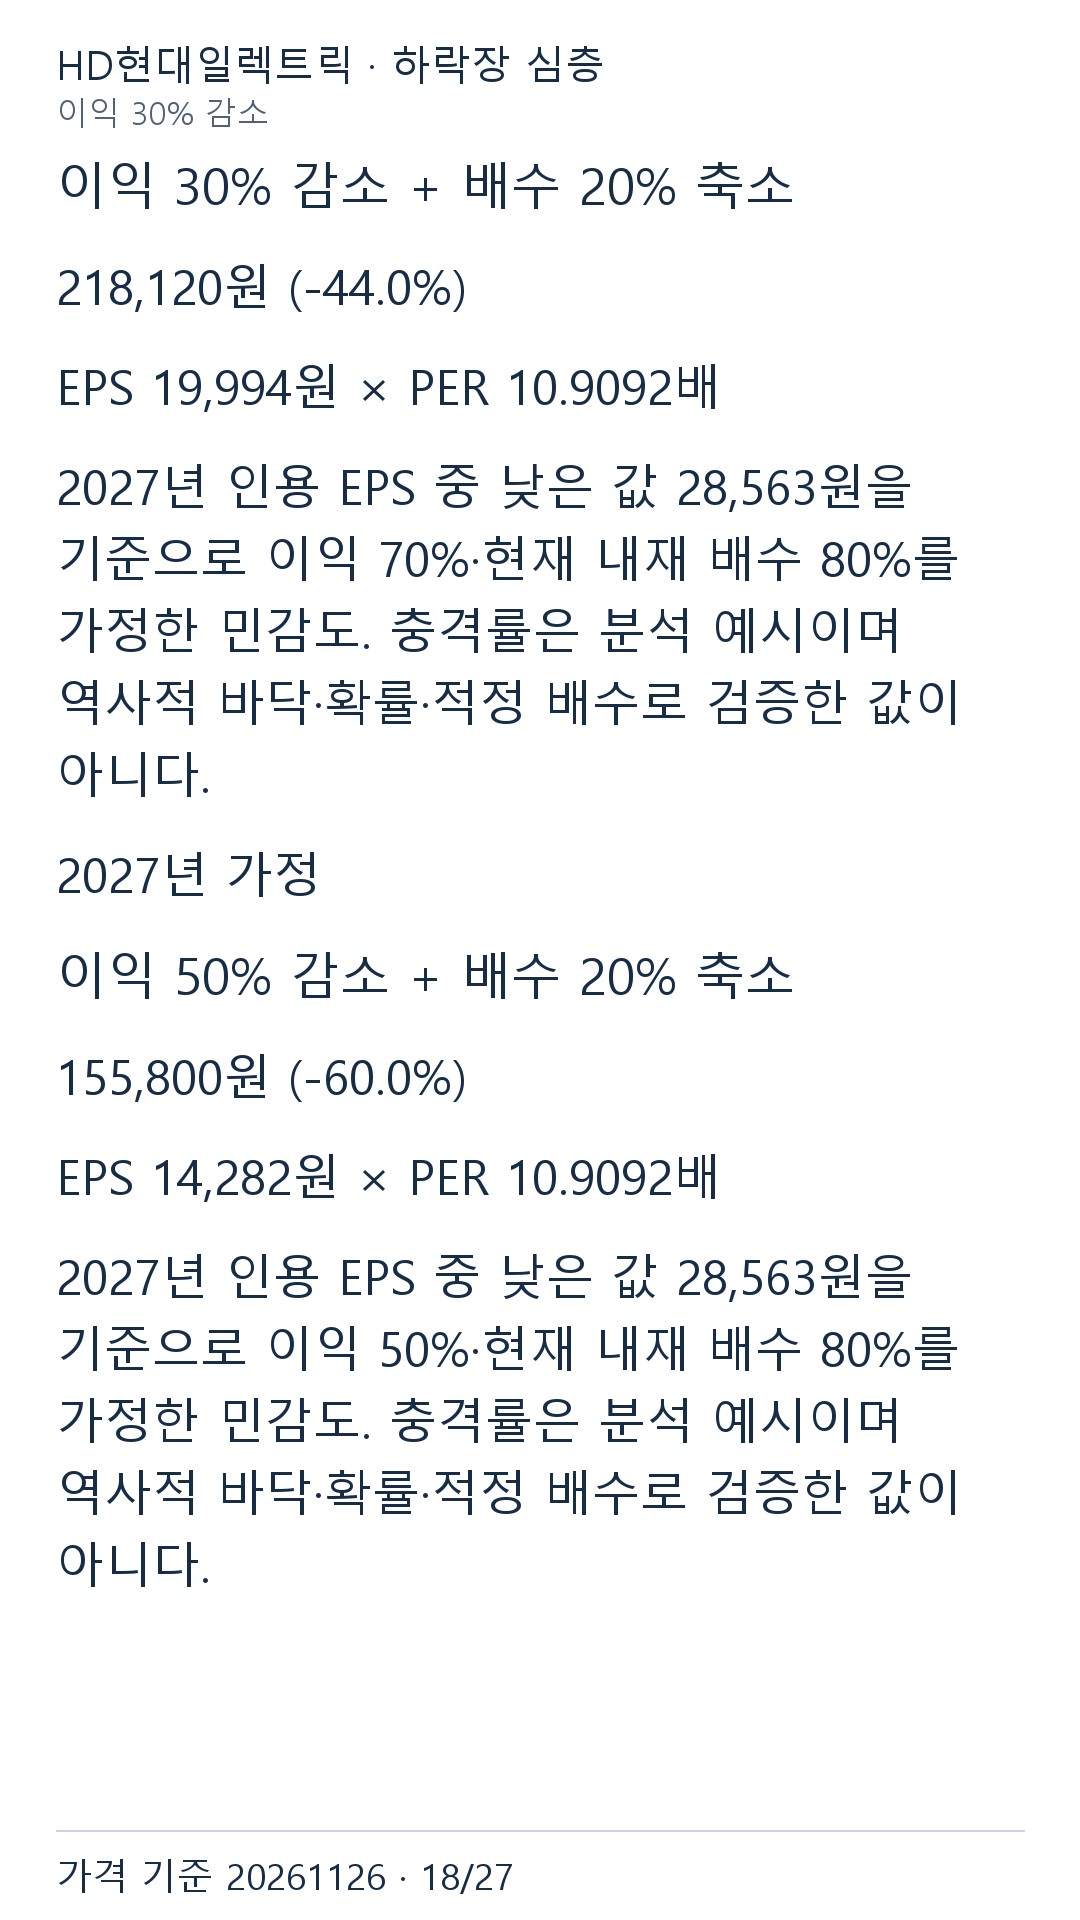 HD현대일렉트릭 · 하락장 심층
이익 30% 감소
이익 30% 감소 + 배수 20% 축소
218,120원 (-44.0%)
EPS 19,994원 × PER 10.9092배
2027년 인용 EPS 중 낮은 값 28,563원을
기준으로 이익 70%·현재 내재 배수 80%를
가정한 민감도. 충격률은 분석 예시이며
역사적 바닥·확률·적정 배수로 검증한 값이
아니다.
2027년 가정
이익 50% 감소 + 배수 20% 축소
155,800원 (-60.0%)
EPS 14,282원 × PER 10.9092배
2027년 인용 EPS 중 낮은 값 28,563원을
기준으로 이익 50%·현재 내재 배수 80%를
가정한 민감도. 충격률은 분석 예시이며
역사적 바닥·확률·적정 배수로 검증한 값이
아니다.
가격 기준 20261126 · 18/27